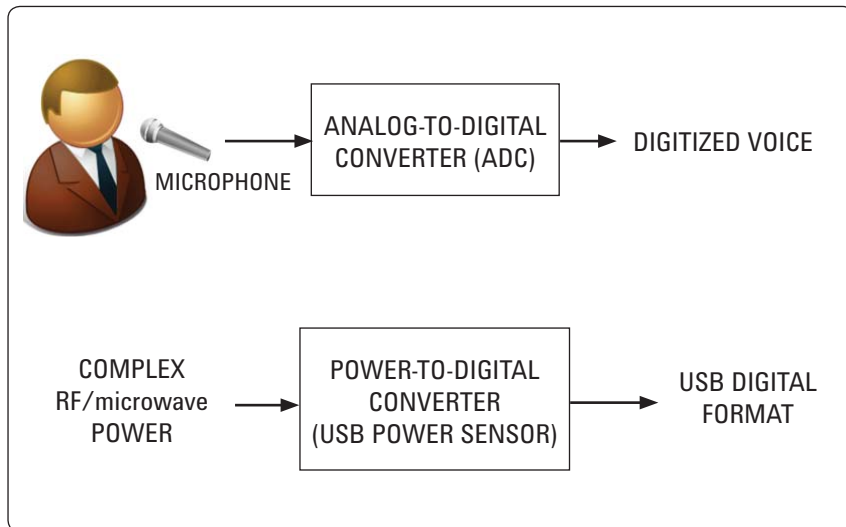 MICROPHONE
ANALOG-TO-DIGITAL
CONVERTER (ADC)
DIGITIZED VOICE
COMPLEX
RF/microwave
POWER
POWER-TO-DIGITAL
CONVERTER
(USB POWER SENSOR)
USB DIGITAL
FORMAT